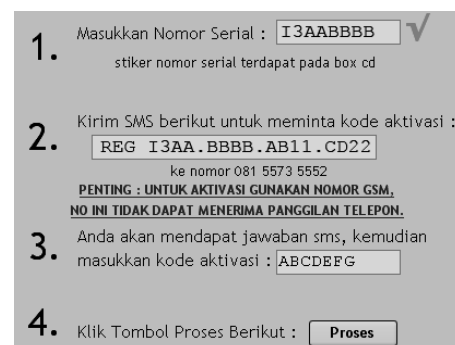 1. Masukkan Nomor Serial : I3AABBBB √
stiker nomor serial terdapat pada box cd
2. Kirim SMS berikut untuk meminta kode aktivasi :
REG I3AA.BBBB.AB11.CD22
ke nomor 081 5573 5552
PENTING : UNTUK AKTIVASI GUNAKAN NOMOR GSM,
NO INI TIDAK DAPAT MENERIMA PANGGILAN TELEPON.
3. Anda akan mendapat jawaban sms, kemudian
masukkan kode aktivasi : ABCDEFG
4. Klik Tombol Proses Berikut : Proses